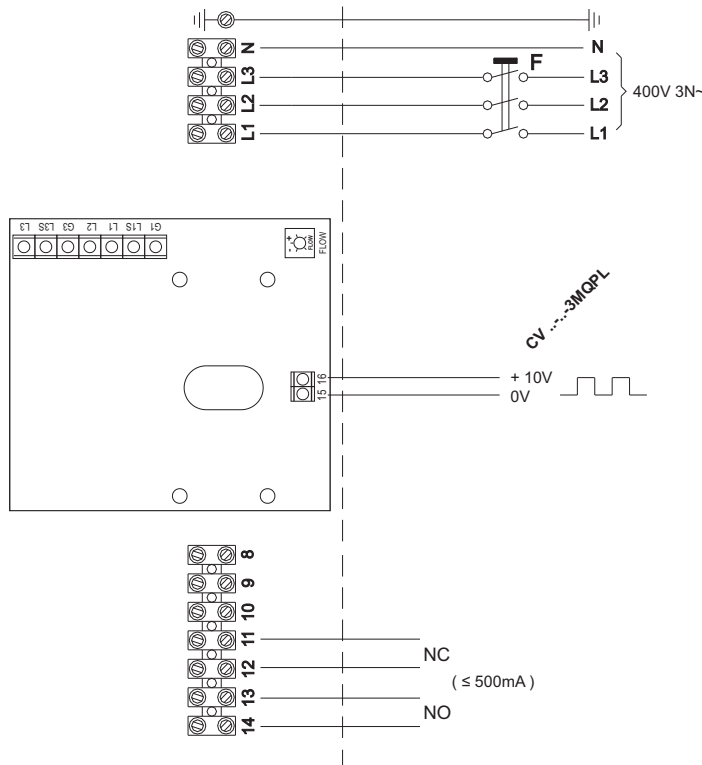 N
N
L3
F
L3
400V 3N~
L2
L2
L1
L1
L3 L3S G3 L2 L1 L1S G1
+
-
FLOW
FLOW
CV ..-..-3MQPL
16
+ 10V
15
0V
8
9
10
11
NC
12
( ≤ 500mA )
13
NO
14